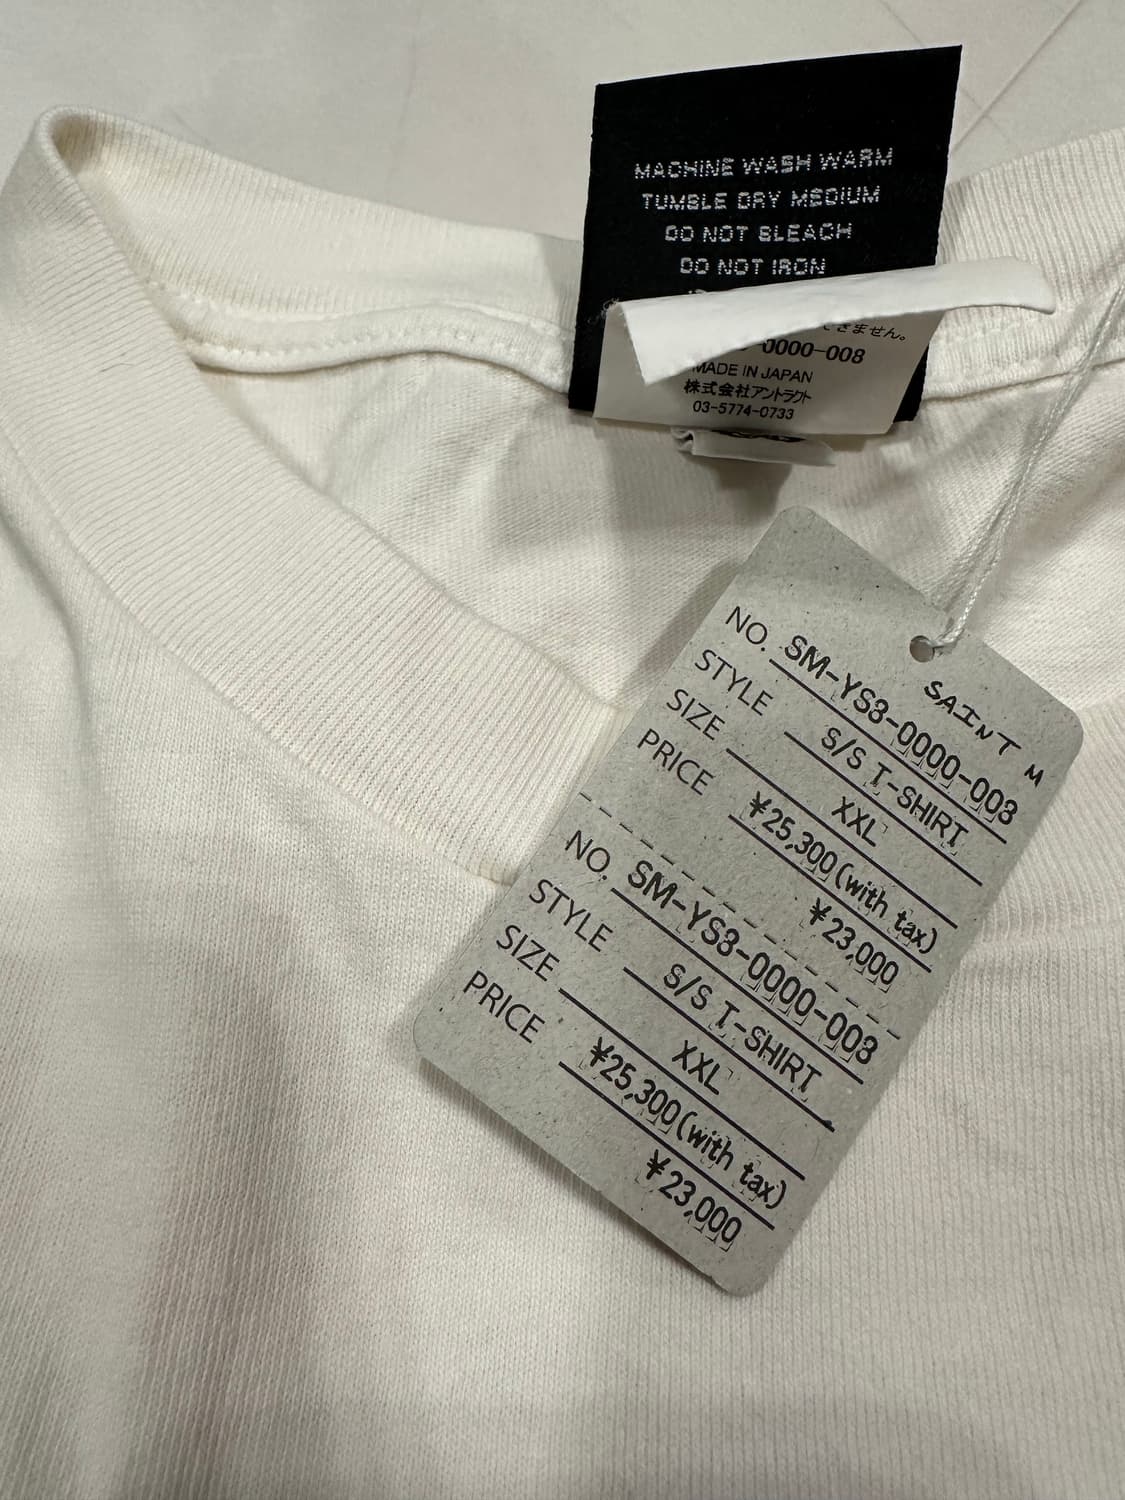 MACHINE WASH WARM
TUMBLE DRY MEDIUM
DO NOT BLEACH
DO NOT IRON
できません。
-0000-008
MADE IN JAPAN
株式会社アントラクト
03-5774-0733
SAINT M
NO. SM-YS8-0000-008
STYLE S/S T-SHIRT
SIZE XXL
PRICE ¥25,300(with tax)
¥23,000
NO. SM-YS8-0000-008
STYLE S/S T-SHIRT
SIZE XXL
PRICE ¥25,300(with tax)
¥23,000